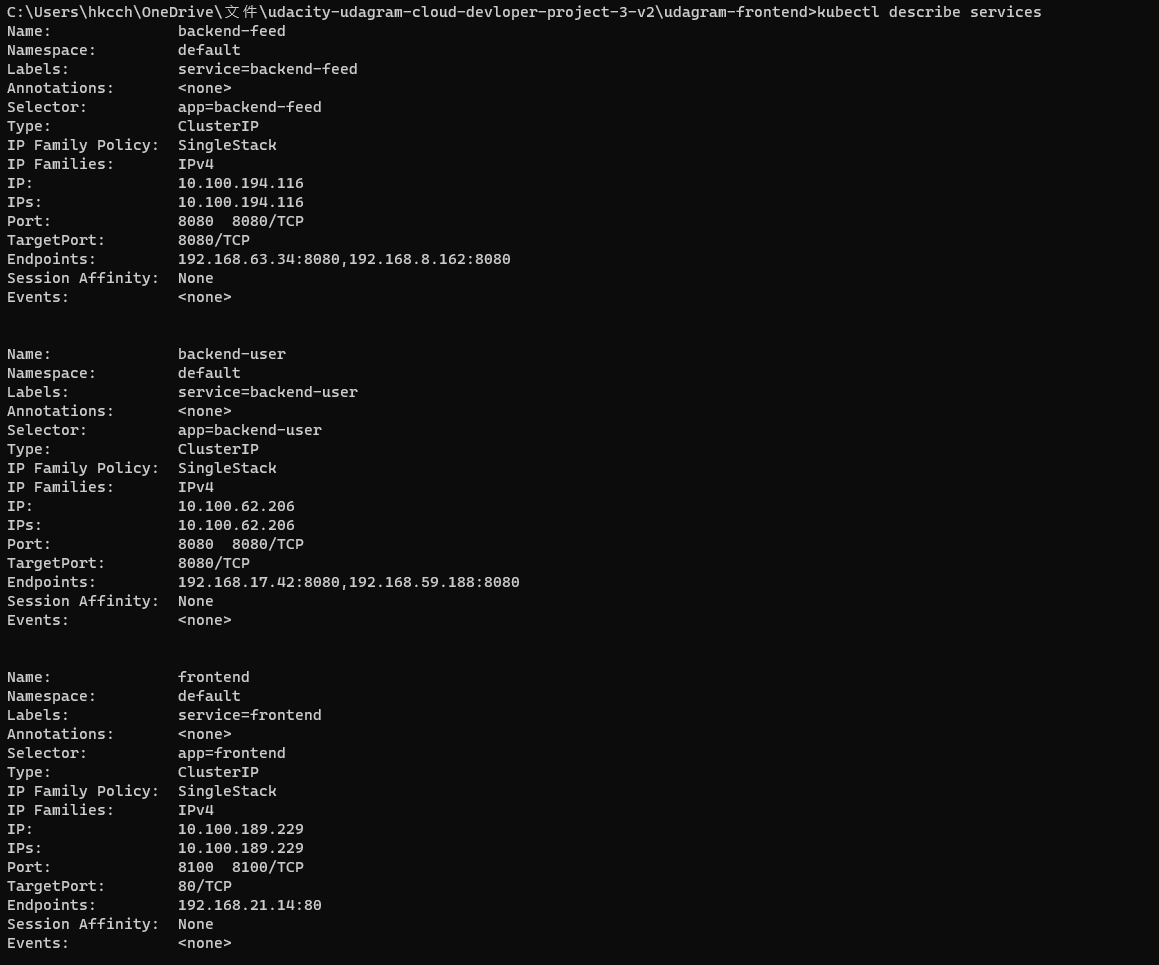 C:\Users\hkcch\OneDrive\文件\udacity-udagram-cloud-devloper-project-3-v2\udagram-frontend>kubectl describe services
Name:              backend-feed
Namespace:         default
Labels:            service=backend-feed
Annotations:       <none>
Selector:          app=backend-feed
Type:              ClusterIP
IP Family Policy:  SingleStack
IP Families:       IPv4
IP:                10.100.194.116
IPs:               10.100.194.116
Port:              8080  8080/TCP
TargetPort:        8080/TCP
Endpoints:         192.168.63.34:8080,192.168.8.162:8080
Session Affinity:  None
Events:            <none>
Name:              backend-user
Namespace:         default
Labels:            service=backend-user
Annotations:       <none>
Selector:          app=backend-user
Type:              ClusterIP
IP Family Policy:  SingleStack
IP Families:       IPv4
IP:                10.100.62.206
IPs:               10.100.62.206
Port:              8080  8080/TCP
TargetPort:        8080/TCP
Endpoints:         192.168.17.42:8080,192.168.59.188:8080
Session Affinity:  None
Events:            <none>
Name:              frontend
Namespace:         default
Labels:            service=frontend
Annotations:       <none>
Selector:          app=frontend
Type:              ClusterIP
IP Family Policy:  SingleStack
IP Families:       IPv4
IP:                10.100.189.229
IPs:               10.100.189.229
Port:              8100  8100/TCP
TargetPort:        80/TCP
Endpoints:         192.168.21.14:80
Session Affinity:  None
Events:            <none>